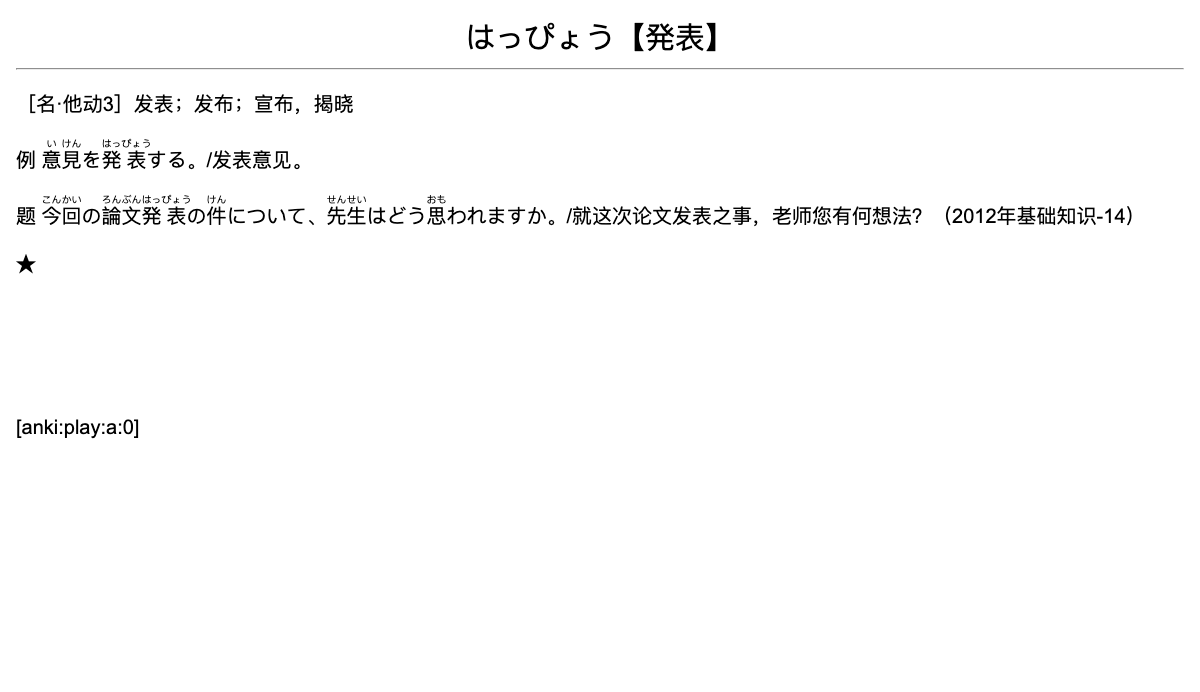 はっぴょう【発表】
［名·他动3］发表；发布；宣布，揭晓
いけん はっぴょう
例 意見を発表する。/发表意见。
こんかい ろんぶんはっぴょう けん せんせい おも
题 今回の論文発表の件について、先生はどう思われますか。/就这次论文发表之事，老师您有何想法？（2012年基础知识-14）
★
[anki:play:a:0]